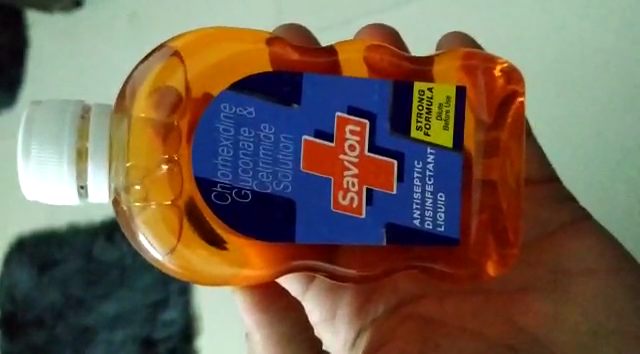 Chlorhexidine
Gluconate &
Cetrimide
Solution
Savlon
STRONG
FORMULA
Dilute
Before Use
ANTISEPTIC
DISINFECTANT
LIQUID